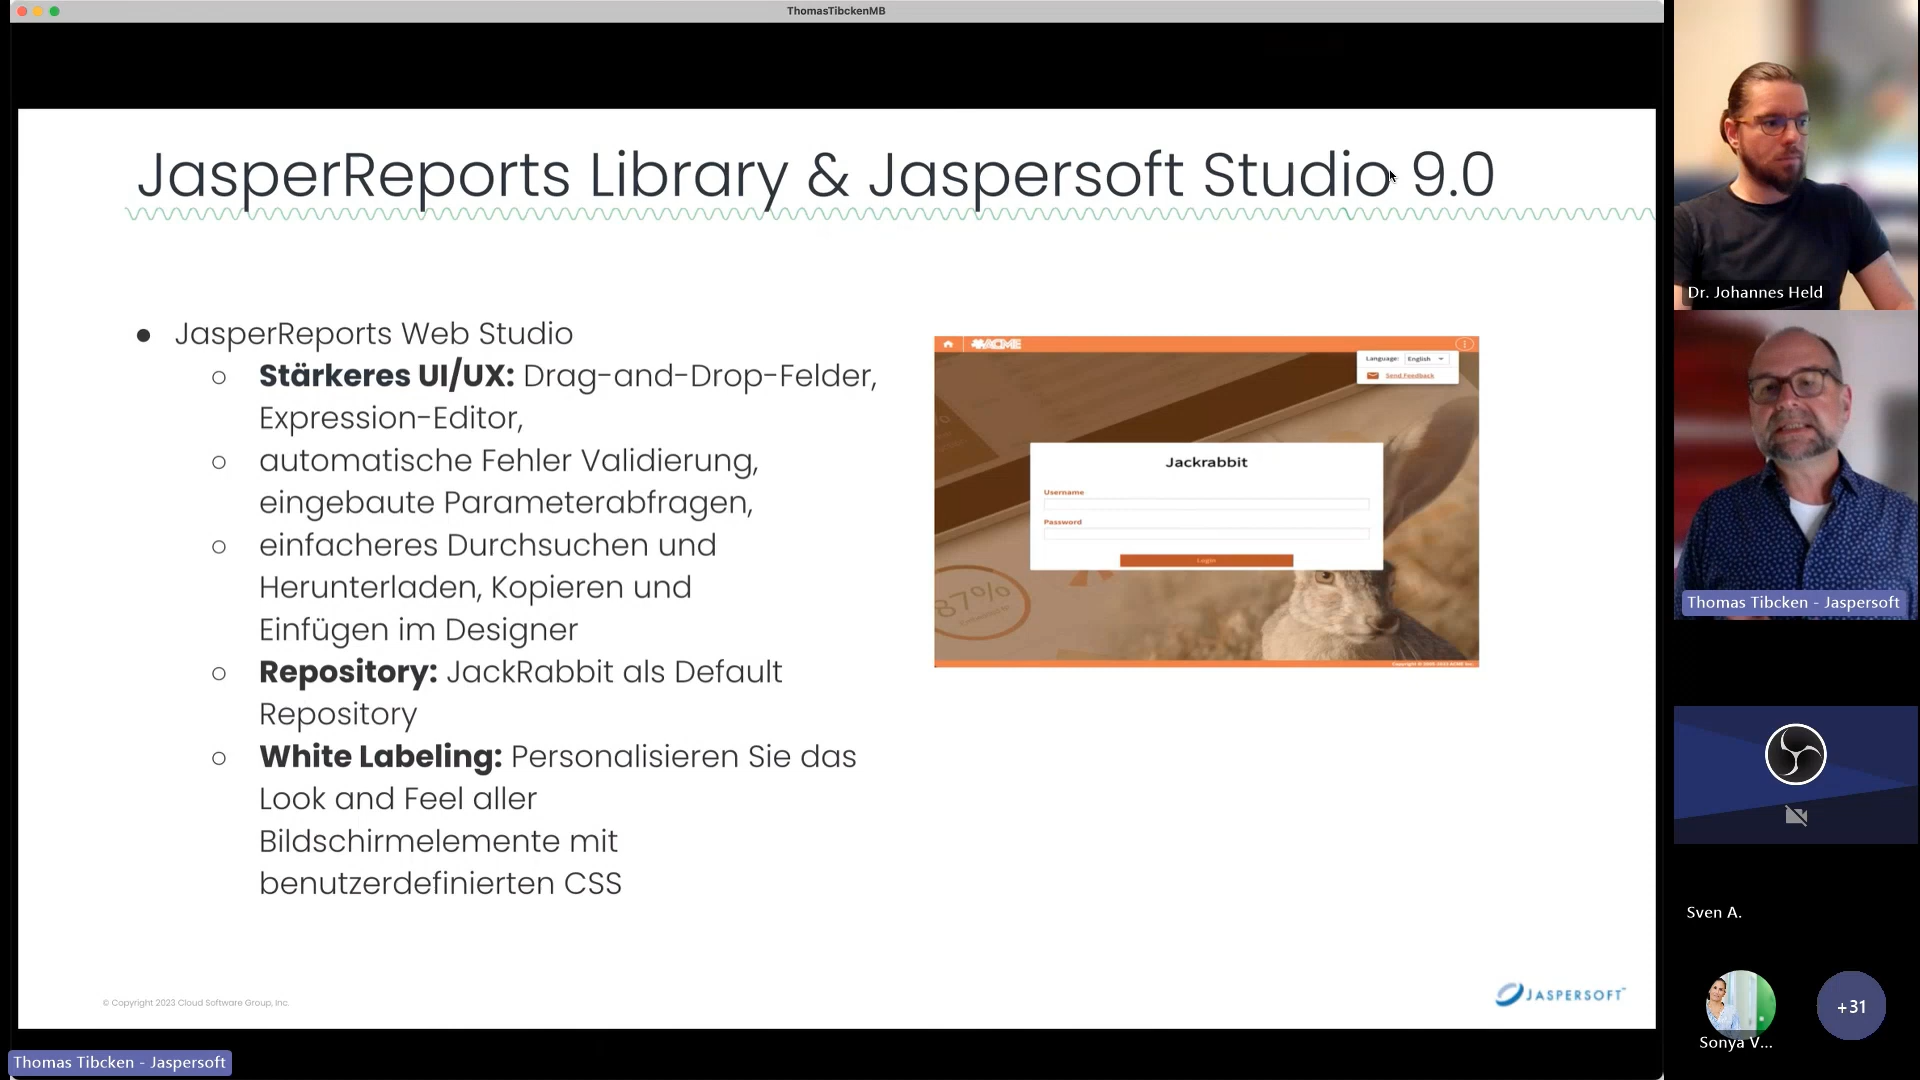 ThomasTibckenMB
JasperReports Library & Jaspersoft Studio 9.0
● JasperReports Web Studio
○ Stärkeres UI/UX: Drag-and-Drop-Felder,
Expression-Editor,
○ automatische Fehler Validierung,
eingebaute Parameterabfragen,
○ einfacheres Durchsuchen und
Herunterladen, Kopieren und
Einfügen im Designer
○ Repository: JackRabbit als Default
Repository
○ White Labeling: Personalisieren Sie das
Look and Feel aller
Bildschirmelemente mit
benutzerdefinierten CSS
ACME
Language: English
Send Feedback
Jackrabbit
Username
Password
Login
87%
© Copyright 2023 Cloud Software Group, Inc.
JASPERSOFT™
Thomas Tibcken - Jaspersoft
Dr. Johannes Held
Thomas Tibcken - Jaspersoft
Sven A.
Sonya V...
+31